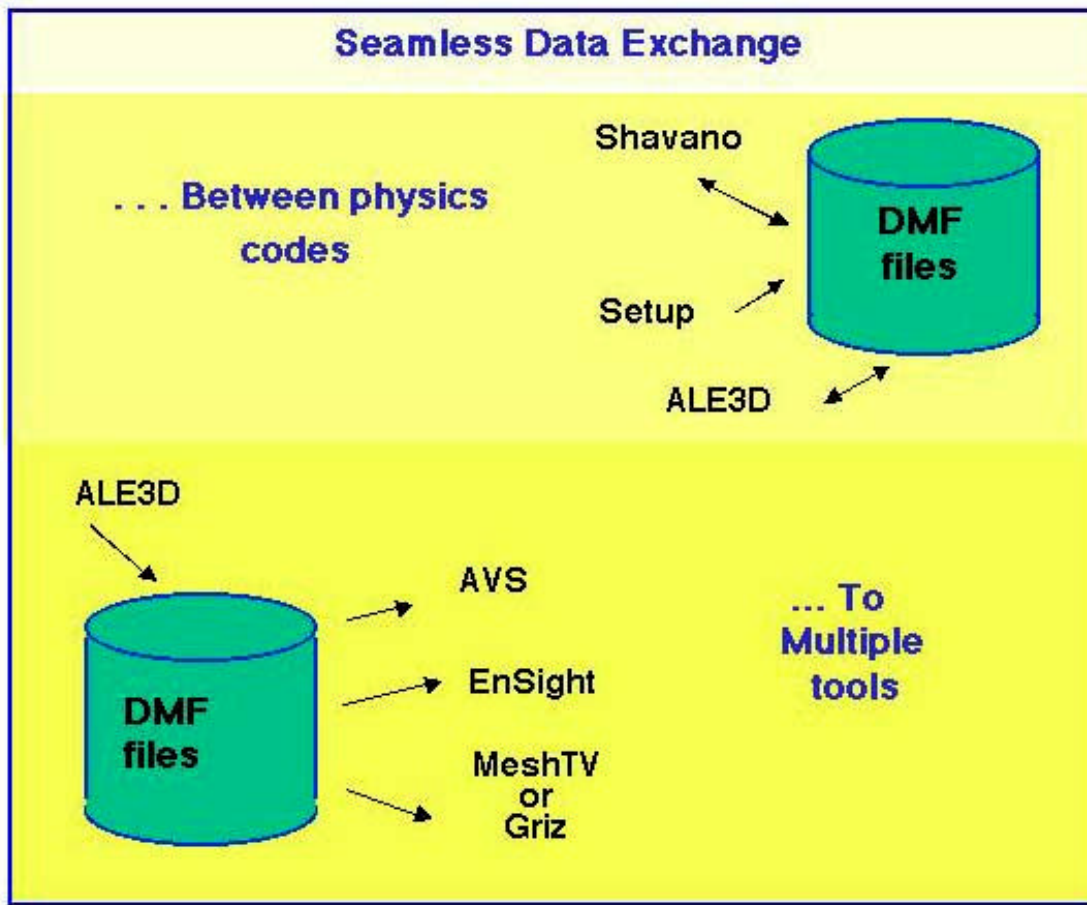 Seamless Data Exchange
Shavano
. . . Between physics
codes
DMF
files
Setup
ALE3D
ALE3D
AVS
... To
Multiple
tools
EnSight
DMF
files
MeshTV
or
Griz